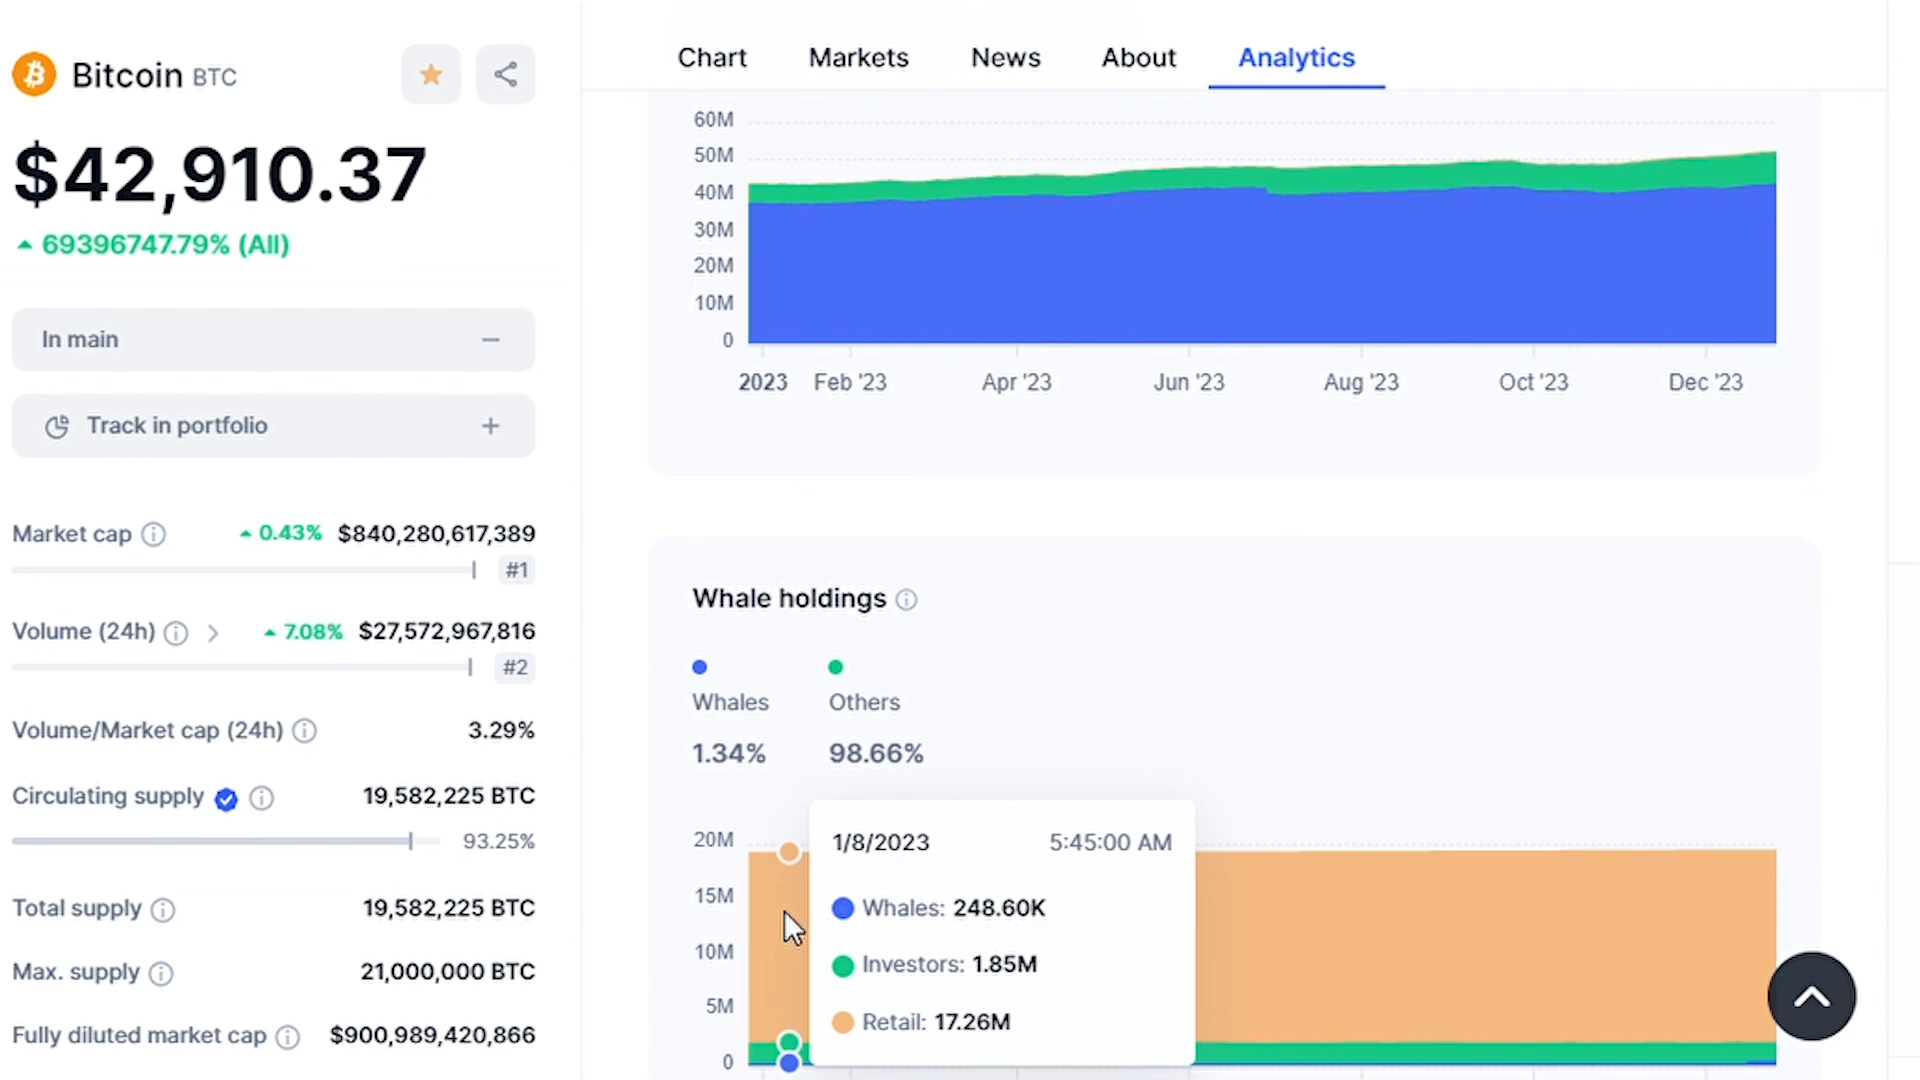 Bitcoin BTC
$42,910.37
69396747.79% (All)
In main
Track in portfolio
Market cap 0.43% $840,280,617,389
#1
Volume (24h) 7.08% $27,572,967,816
#2
Volume/Market cap (24h) 3.29%
Circulating supply 19,582,225 BTC
93.25%
Total supply 19,582,225 BTC
Max. supply 21,000,000 BTC
Fully diluted market cap $900,989,420,866
Chart Markets News About Analytics
60M
50M
40M
30M
20M
10M
0
2023 Feb '23 Apr '23 Jun '23 Aug '23 Oct '23 Dec '23
Whale holdings
Whales Others
1.34% 98.66%
20M
15M
10M
5M
0
1/8/2023 5:45:00 AM
Whales: 248.60K
Investors: 1.85M
Retail: 17.26M